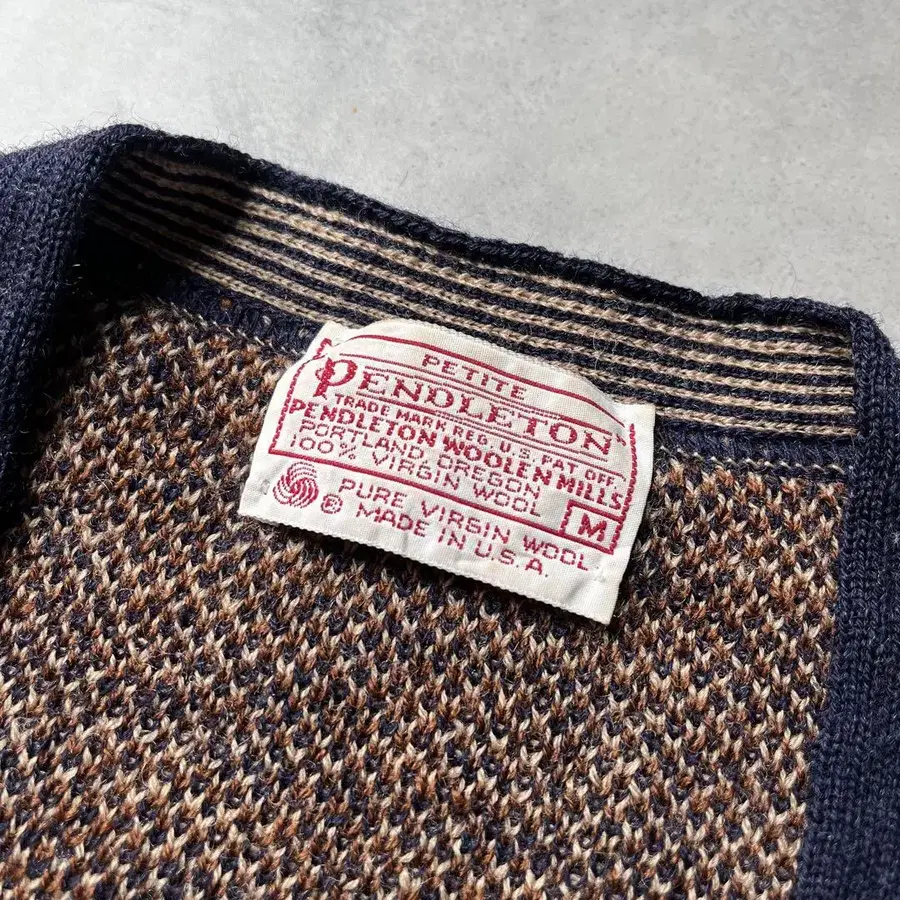 PETITE
PENDLETON®
TRADE MARK REG. U.S. PAT. OFF.
PENDLETON WOOLEN MILLS
PORTLAND, OREGON
100% VIRGIN WOOL
M
PURE VIRGIN WOOL
® MADE IN U.S.A.